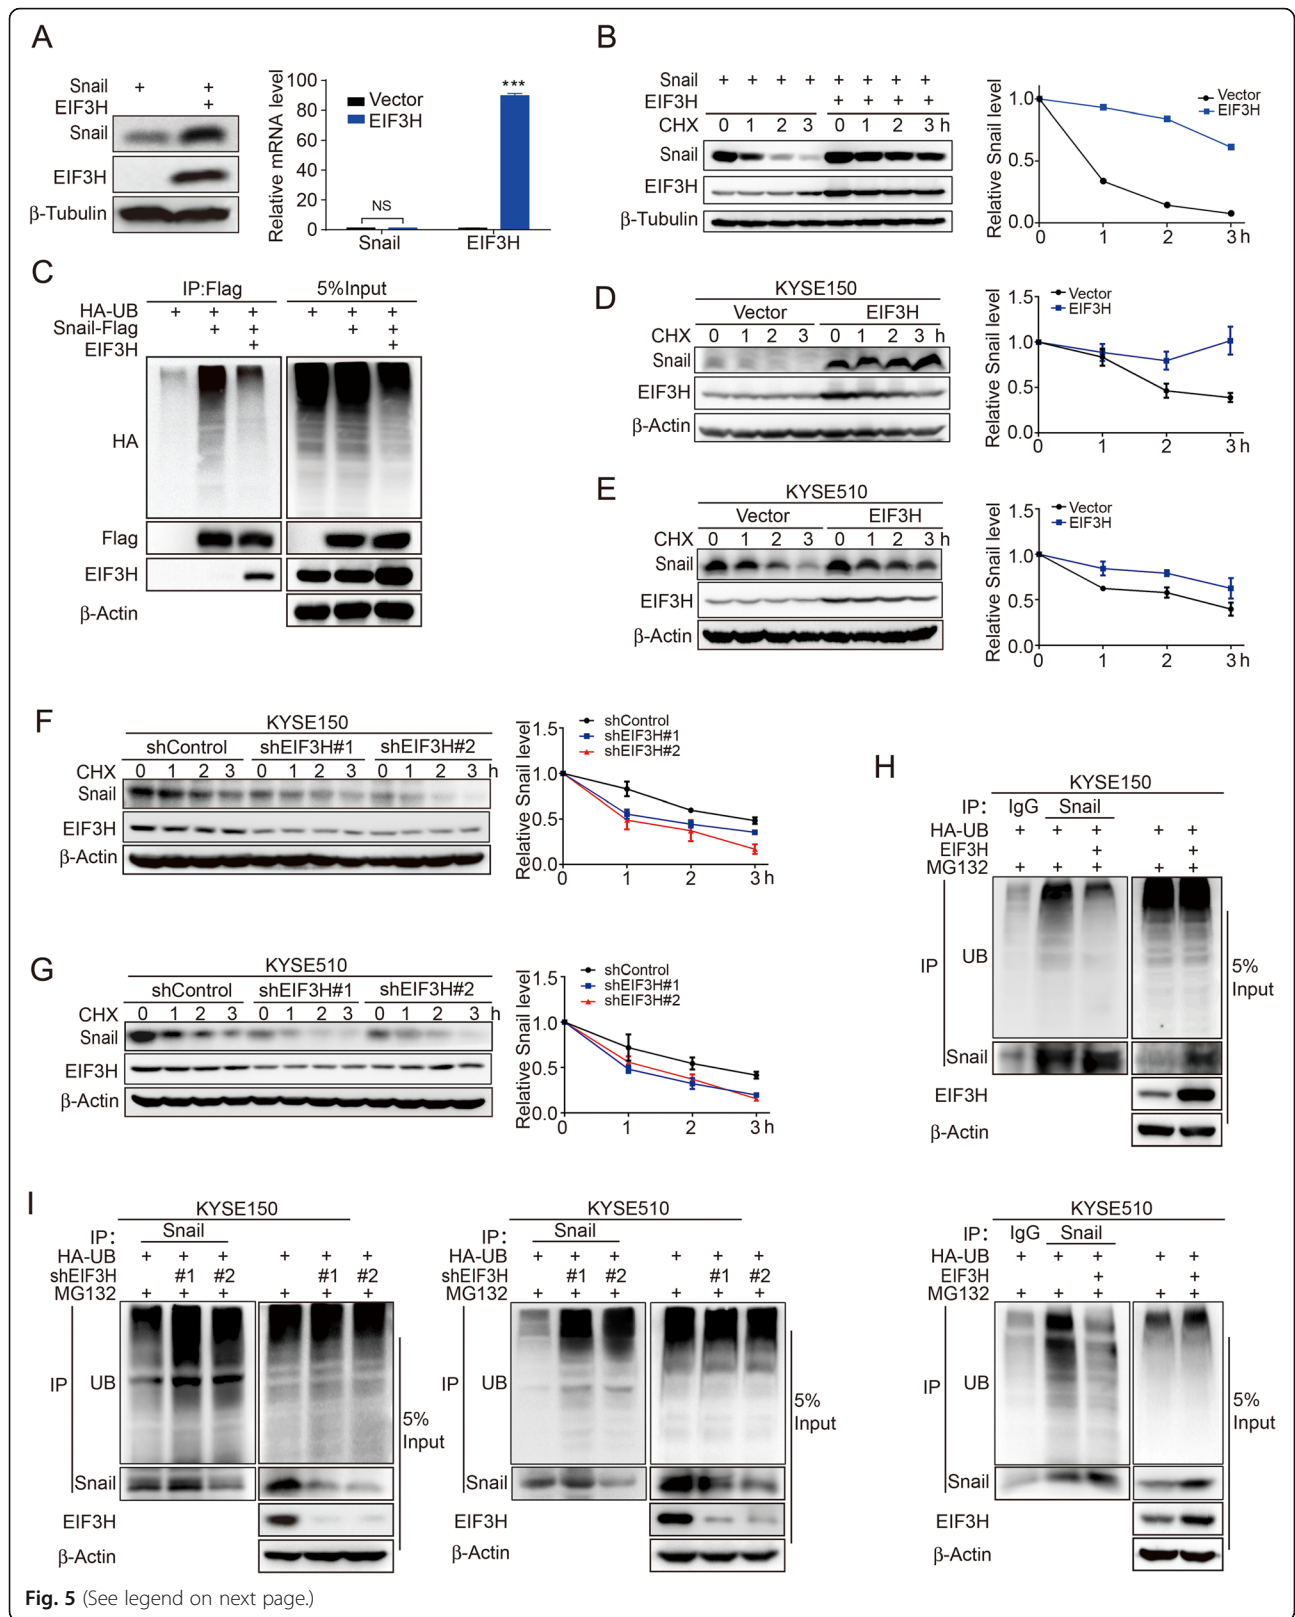 A
Snail + +
EIF3H +
Snail
EIF3H
β-Tubulin
Relative mRNA level
100
80
60
40
20
0
Vector
EIF3H
***
NS
Snail EIF3H
B
Snail + + + + + + + +
EIF3H + + + +
CHX 0 1 2 3 0 1 2 3 h
Snail
EIF3H
β-Tubulin
Relative Snail level
1.0
0.5
0.0
Vector
EIF3H
0 1 2 3 h
C
IP:Flag 5%Input
HA-UB + + + + + +
Snail-Flag + + + +
EIF3H + +
HA
Flag
EIF3H
β-Actin
D
KYSE150
Vector EIF3H
CHX 0 1 2 3 0 1 2 3 h
Snail
EIF3H
β-Actin
Relative Snail level
1.5
1.0
0.5
0.0
Vector
EIF3H
0 1 2 3 h
E
KYSE510
Vector EIF3H
CHX 0 1 2 3 0 1 2 3 h
Snail
EIF3H
β-Actin
Relative Snail level
1.5
1.0
0.5
0.0
Vector
EIF3H
0 1 2 3 h
F
KYSE150
shControl shEIF3H#1 shEIF3H#2
CHX 0 1 2 3 0 1 2 3 0 1 2 3 h
Snail
EIF3H
β-Actin
Relative Snail level
1.5
1.0
0.5
0.0
shControl
shEIF3H#1
shEIF3H#2
0 1 2 3 h
G
KYSE510
shControl shEIF3H#1 shEIF3H#2
CHX 0 1 2 3 0 1 2 3 0 1 2 3 h
Snail
EIF3H
β-Actin
Relative Snail level
1.5
1.0
0.5
0.0
shControl
shEIF3H#1
shEIF3H#2
0 1 2 3 h
H
KYSE150
IP: IgG Snail
HA-UB + + + + +
EIF3H + +
MG132 + + + + +
IP UB
Snail
5%
Input
EIF3H
β-Actin
I
KYSE150
IP: Snail
HA-UB + + + + + +
shEIF3H #1 #2 #1 #2
MG132 + + + + + +
IP UB
Snail
5%
Input
EIF3H
β-Actin
KYSE510
IP: Snail
HA-UB + + + + + +
shEIF3H #1 #2 #1 #2
MG132 + + + + + +
IP UB
Snail
5%
Input
EIF3H
β-Actin
KYSE510
IP: IgG Snail
HA-UB + + + + +
EIF3H + +
MG132 + + + + +
IP UB
Snail
5%
Input
EIF3H
β-Actin
Fig. 5 (See legend on next page.)